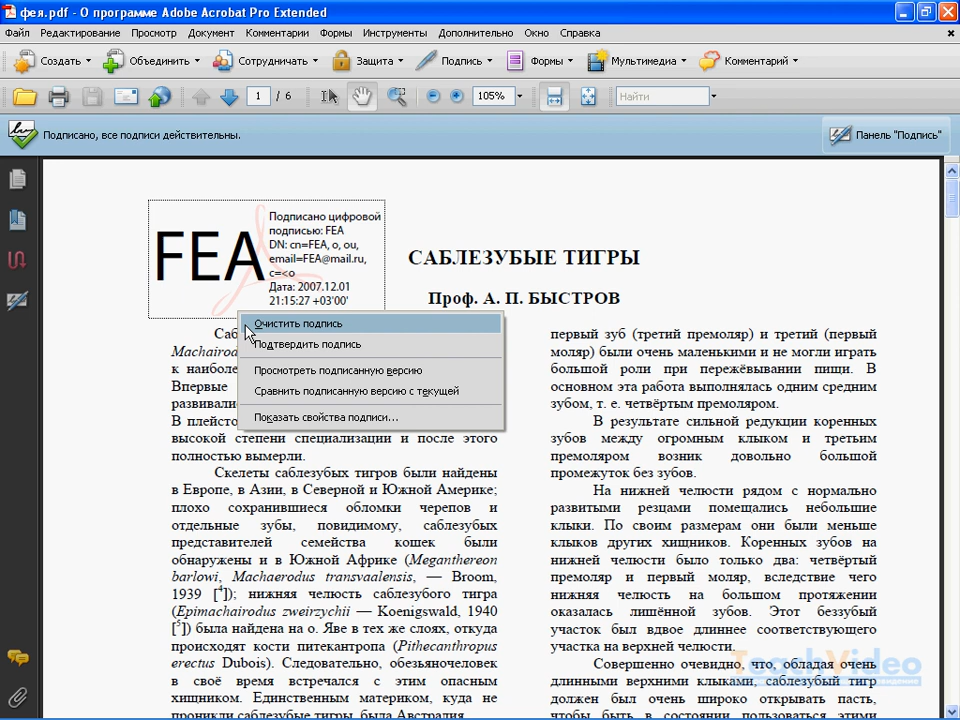 фея.pdf - О программе Adobe Acrobat Pro Extended
Файл Редактирование Просмотр Документ Комментарии Формы Инструменты Дополнительно Окно Справка
Создать Объединить Сотрудничать Защита Подпись Формы Мультимедиа Комментарий
1 / 6 105% Найти
Подписано, все подписи действительны.
Панель "Подпись"
FEA
Подписано цифровой
подписью: FEA
DN: cn=FEA, o, ou,
email=FEA@mail.ru,
c=<o
Дата: 2007.12.01
21:15:27 +03'00'
САБЛЕЗУБЫЕ ТИГРЫ
Проф. А. П. БЫСТРОВ
Очистить подпись
Подтвердить подпись
Просмотреть подписанную версию
Сравнить подписанную версию с текущей
Показать свойства подписи...
Саб
Machairod
к наиболе
Впервые
развивали
В плейсто
высокой степени специализации и после этого
полностью вымерли.
Скелеты саблезубых тигров были найдены
в Европе, в Азии, в Северной и Южной Америке;
плохо сохранившиеся обломки черепов и
отдельные зубы, повидимому, саблезубых
представителей семейства кошек были
обнаружены и в Южной Африке (Meganthereon
barlowi, Machaerodus transvaalensis, — Broom,
1939 [4]); нижняя челюсть саблезубого тигра
(Epimachairodus zweirzychii — Koenigswald, 1940
[5]) была найдена на о. Яве в тех же слоях, откуда
происходят кости питекантропа (Pithecanthropus
erectus Dubois). Следовательно, обезьяночеловек
в своё время встречался с этим опасным
хищником. Единственным материком, куда не
проникли саблезубые тигры, была Австралия.
первый зуб (третий премоляр) и третий (первый
моляр) были очень маленькими и не могли играть
большой роли при пережёвывании пищи. В
основном эта работа выполнялась одним средним
зубом, т. е. четвёртым премоляром.
В результате сильной редукции коренных
зубов между огромным клыком и третьим
премоляром возник довольно большой
промежуток без зубов.
На нижней челюсти рядом с нормально
развитыми резцами помещались небольшие
клыки. По своим размерам они были меньше
клыков других хищников. Коренных зубов на
нижней челюсти было только два: четвёртый
премоляр и первый моляр, вследствие чего
нижняя челюсть на большом протяжении
оказалась лишённой зубов. Этот беззубый
участок был вдвое длиннее соответствующего
участка на верхней челюсти.
Совершенно очевидно, что, обладая очень
длинными верхними клыками, саблезубый тигр
должен был очень широко открывать пасть,
чтобы быть в состоянии пользоваться этими
TeachVideo